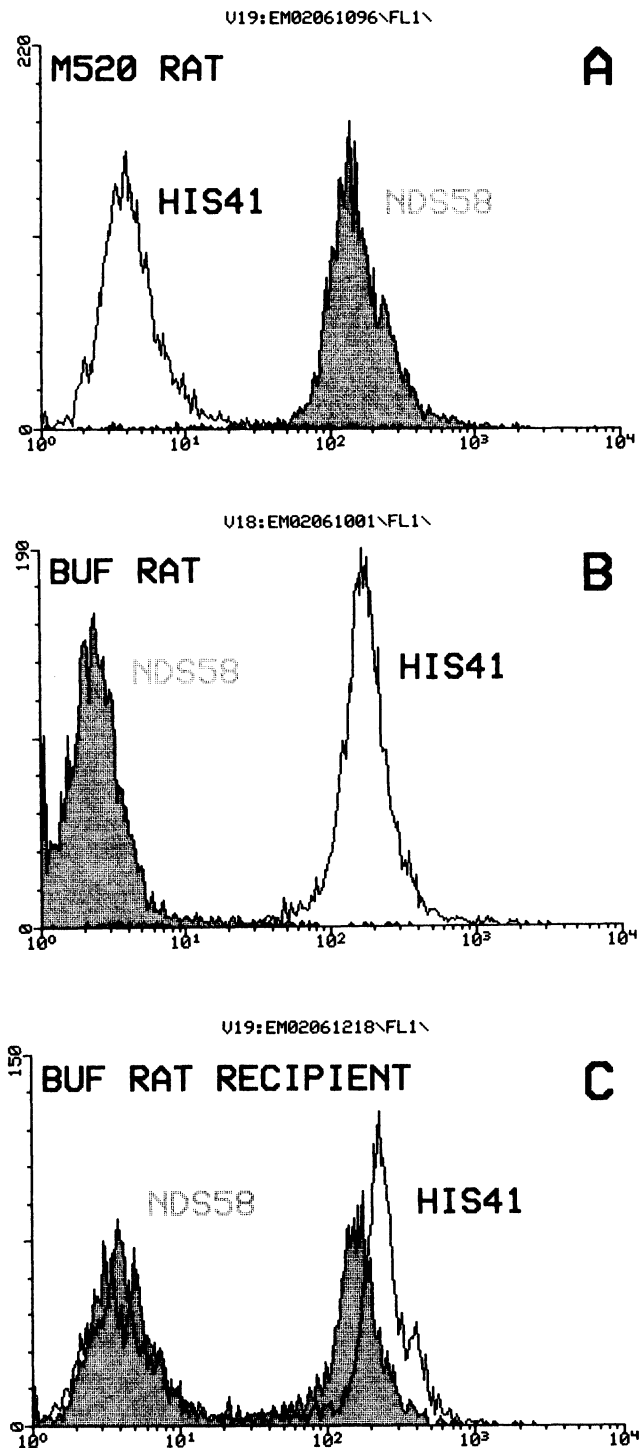 V19:EM02061096\FL1\
220
M520 RAT
A
HIS41
NDS58
0
10⁰ 10¹ 10² 10³ 10⁴
V18:EM02061001\FL1\
190
BUF RAT
B
NDS58
HIS41
0
10⁰ 10¹ 10² 10³ 10⁴
V19:EM02061218\FL1\
150
BUF RAT RECIPIENT
C
NDS58
HIS41
0
10⁰ 10¹ 10² 10³ 10⁴